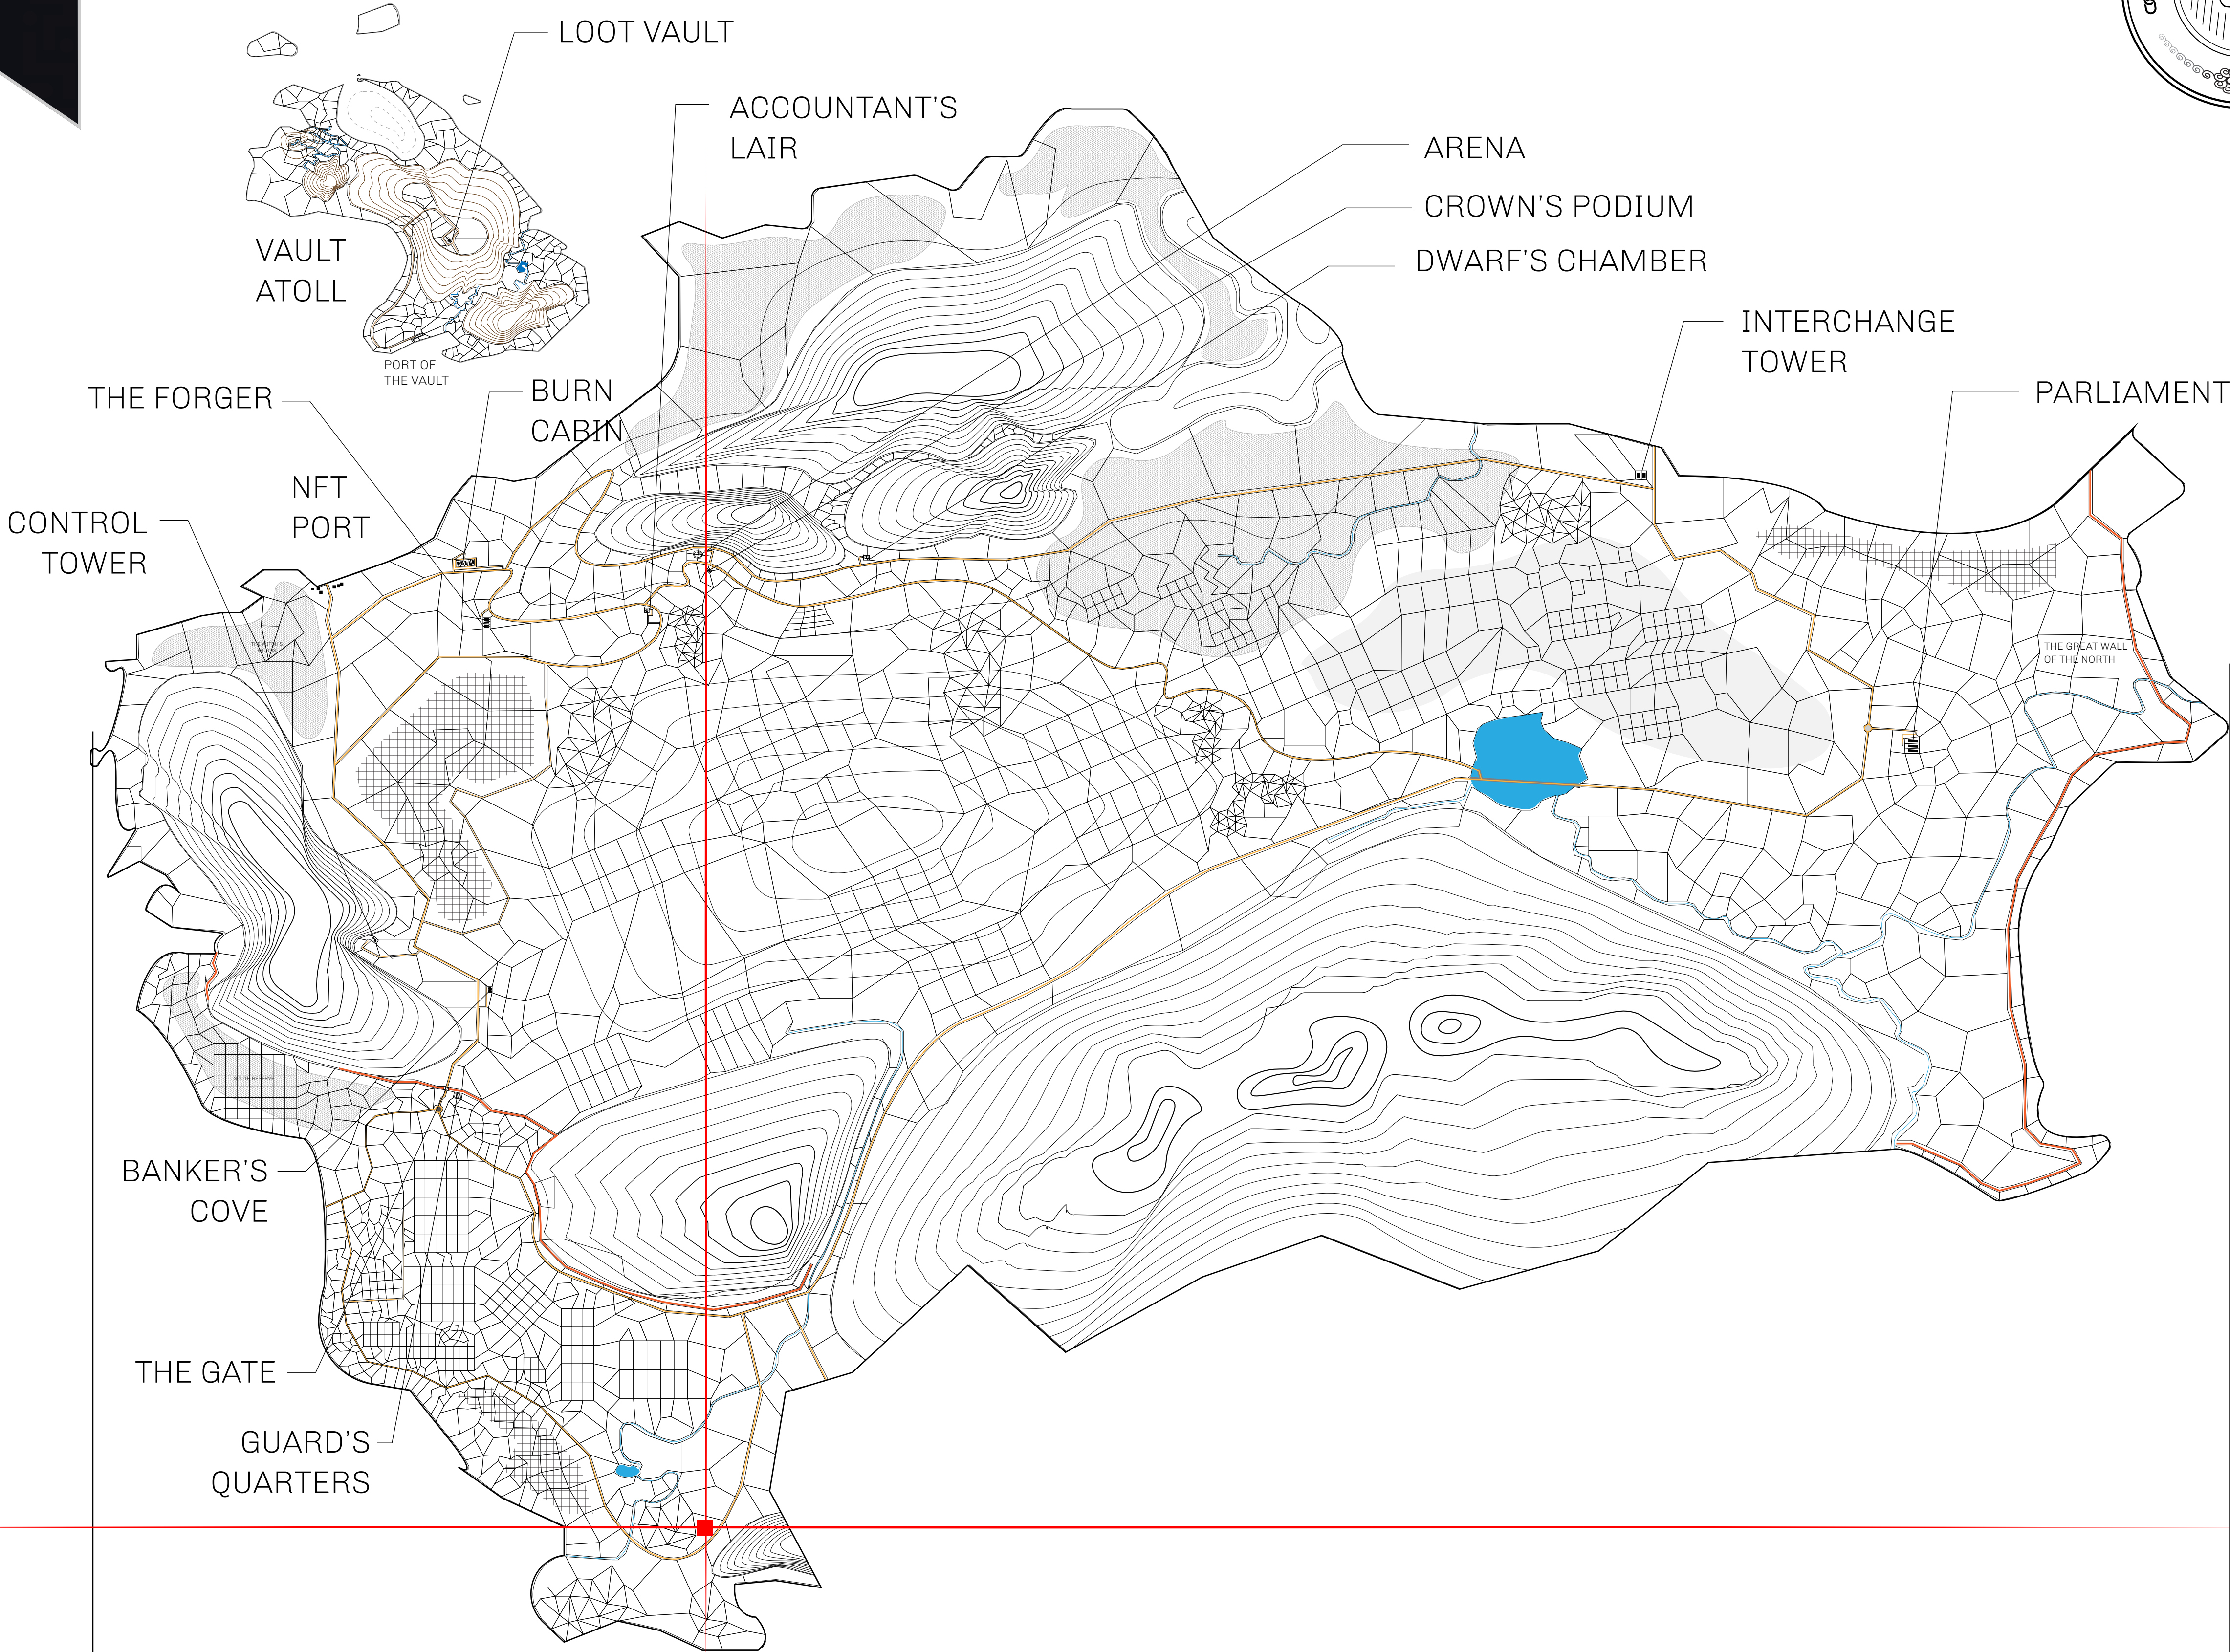 LOOT VAULT
ACCOUNTANT'S
LAIR
ARENA
CROWN'S PODIUM
DWARF'S CHAMBER
VAULT
ATOLL
INTERCHANGE
TOWER
PORT OF
THE VAULT
THE FORGER
BURN
CABIN
PARLIAMENT
NFT
PORT
CONTROL
TOWER
THE GREAT WALL
OF THE NORTH
SOUTH RESERVE
BANKER'S
COVE
THE GATE
GUARD'S
QUARTERS